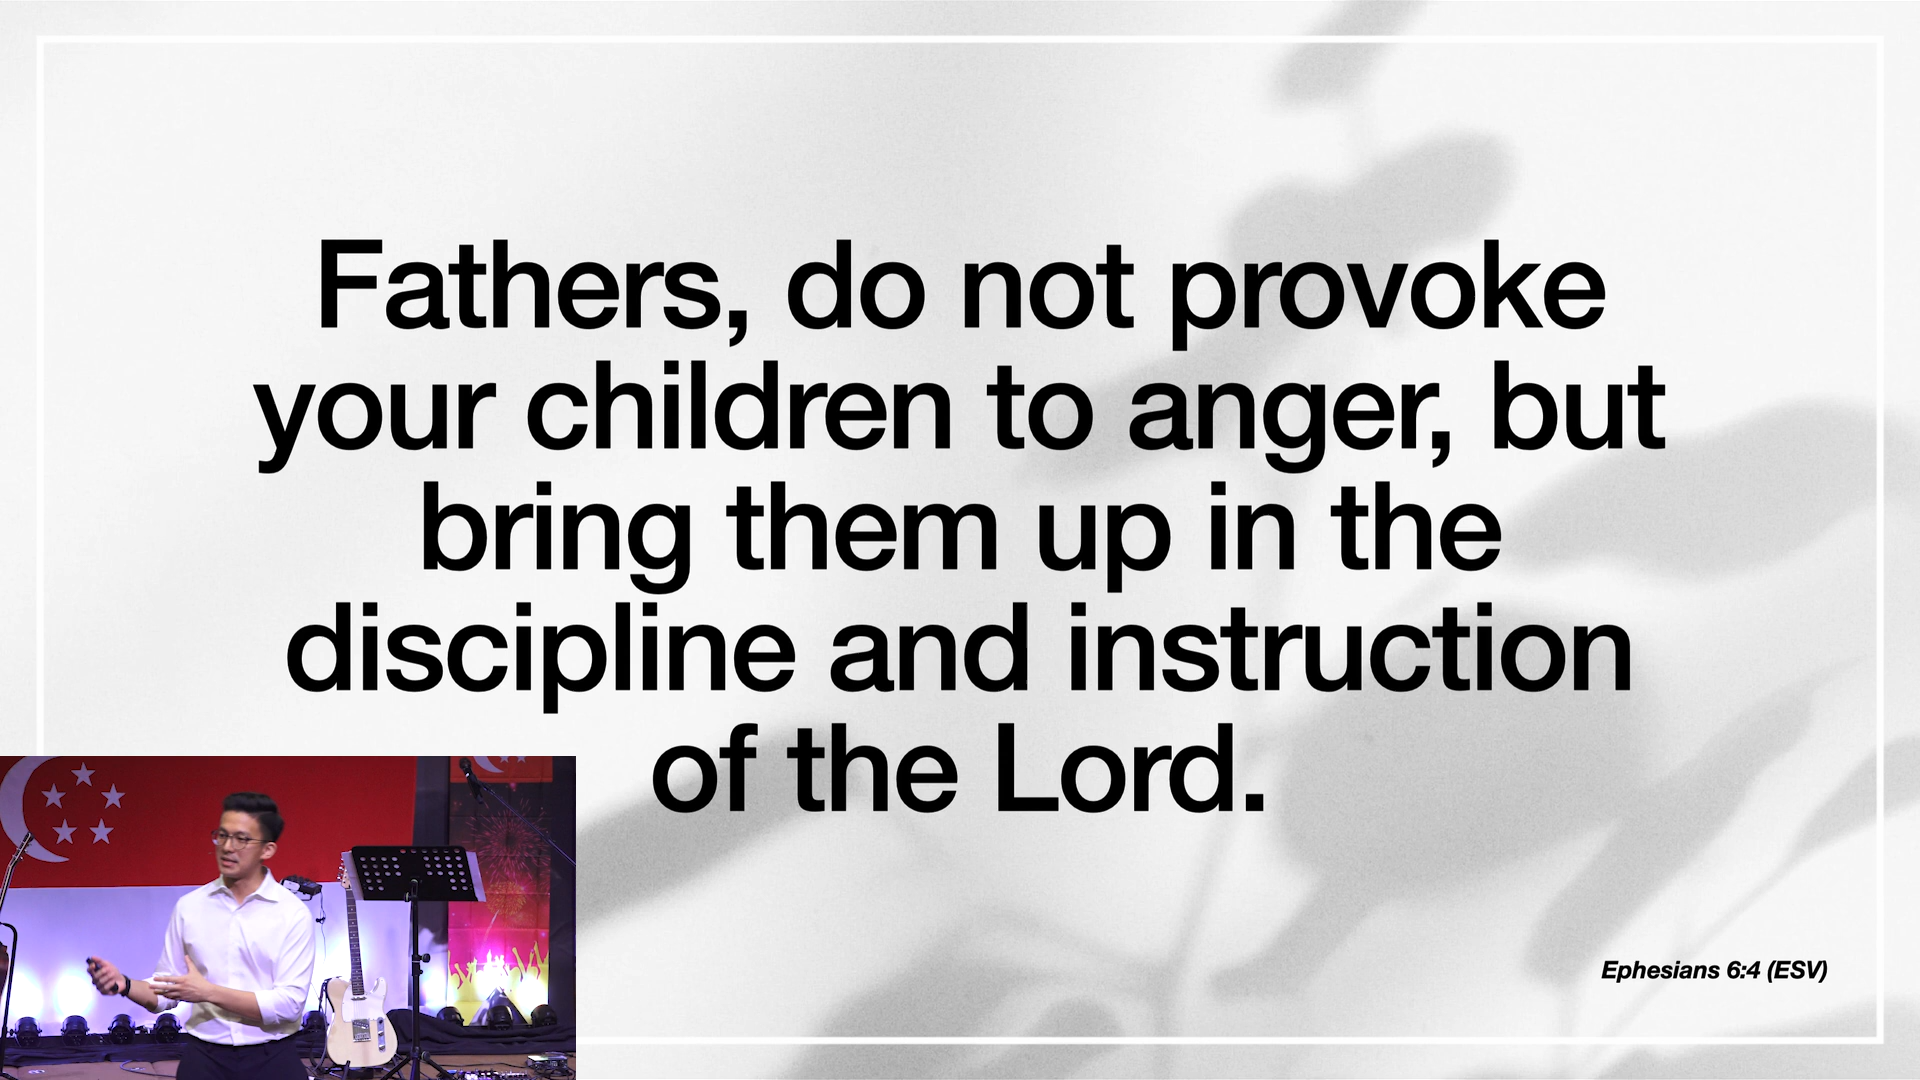 Fathers, do not provoke
your children to anger, but
bring them up in the
discipline and instruction
of the Lord.
Ephesians 6:4 (ESV)